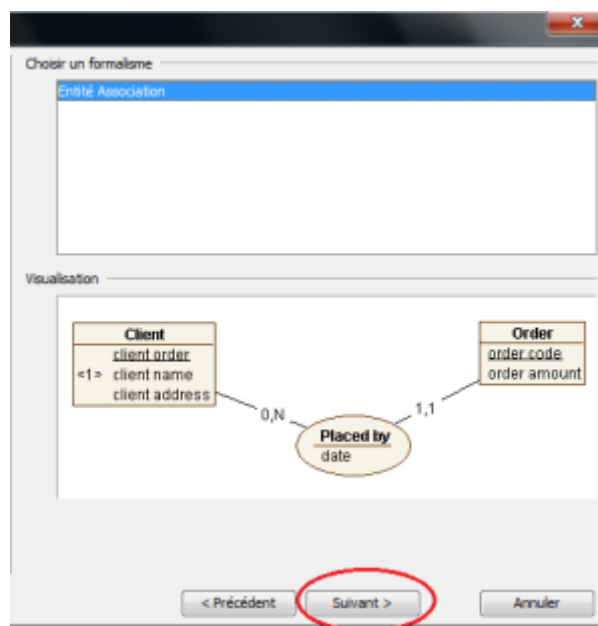 Choisir un formalisme
Entité Association
Visualisation
Client
client order
<1> client name
client address
Order
order code
order amount
0,N
1,1
Placed by
date
< Précédent
Suivant >
Annuler